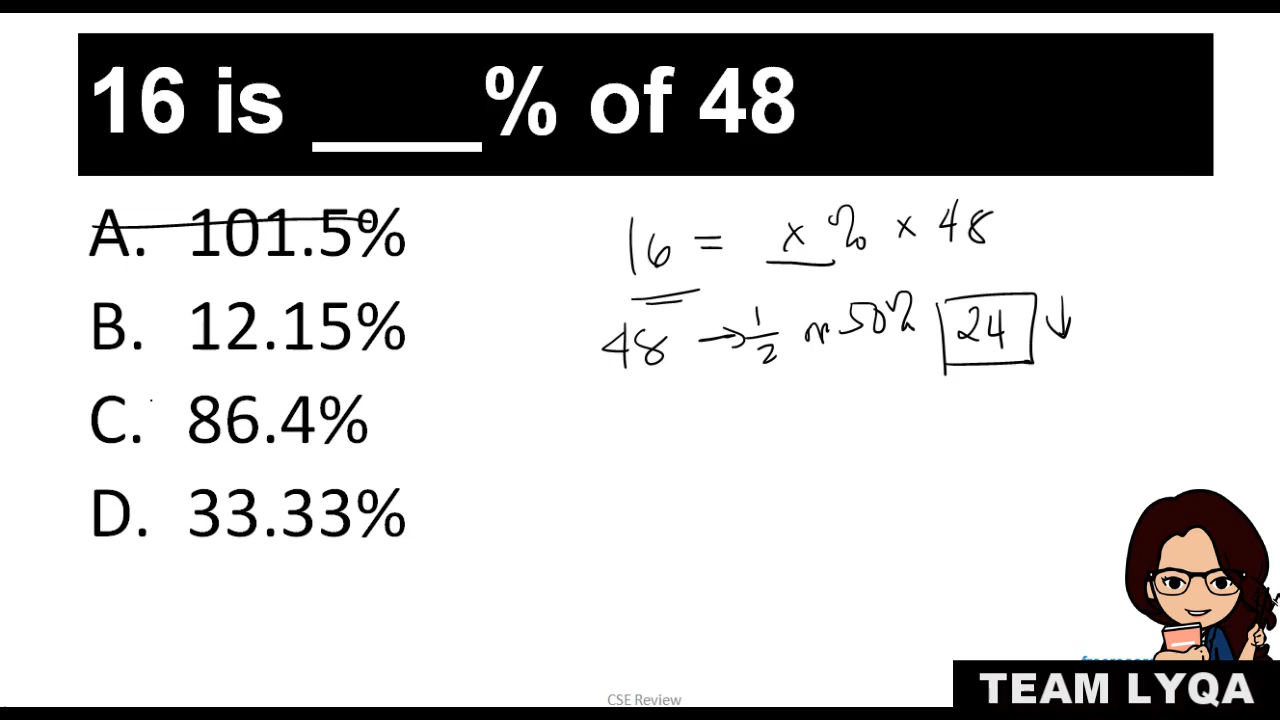 16 is ____% of 48
A. 101.5%
B. 12.15%
C. 86.4%
D. 33.33%
16 = x % x 48
48 → 1/2 or 50% 24 ↓
TEAM LYQA
CSE Review